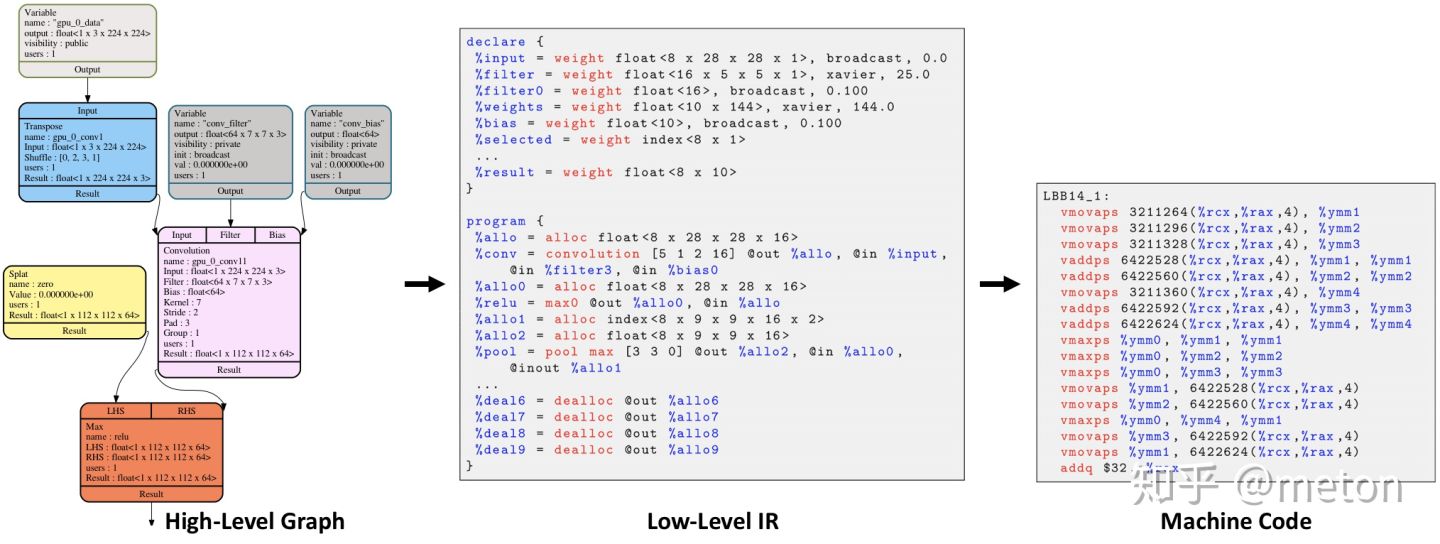 Variable
name : "gpu_0_data"
output : float<1 x 3 x 224 x 224>
visibility : public
users : 1
Output
Input
Transpose
name : gpu_0_conv1
Input : float<1 x 3 x 224 x 224>
Shuffle : [0, 2, 3, 1]
users : 1
Result : float<1 x 224 x 224 x 3>
Result
Variable
name : "conv_filter"
output : float<64 x 7 x 7 x 3>
visibility : private
init : broadcast
val : 0.000000e+00
users : 1
Output
Variable
name : "conv_bias"
output : float<64>
visibility : private
init : broadcast
val : 0.000000e+00
users : 1
Output
Input Filter Bias
Convolution
name : gpu_0_conv11
Input : float<1 x 224 x 224 x 3>
Filter : float<64 x 7 x 7 x 3>
Bias : float<64>
Kernel : 7
Stride : 2
Pad : 3
Group : 1
users : 1
Result : float<1 x 112 x 112 x 64>
Result
Splat
name : zero
Value : 0.000000e+00
users : 1
Result : float<1 x 112 x 112 x 64>
Result
LHS RHS
Max
name : relu
LHS : float<1 x 112 x 112 x 64>
RHS : float<1 x 112 x 112 x 64>
users : 1
Result : float<1 x 112 x 112 x 64>
Result
High-Level Graph
declare {
%input = weight float<8 x 28 x 28 x 1>, broadcast, 0.0
%filter = weight float<16 x 5 x 5 x 1>, xavier, 25.0
%filter0 = weight float<16>, broadcast, 0.100
%weights = weight float<10 x 144>, xavier, 144.0
%bias = weight float<10>, broadcast, 0.100
%selected = weight index<8 x 1>
...
%result = weight float<8 x 10>
}
program {
%allo = alloc float<8 x 28 x 28 x 16>
%conv = convolution [5 1 2 16] @out %allo, @in %input,
@in %filter3, @in %bias0
%allo0 = alloc float<8 x 28 x 28 x 16>
%relu = max0 @out %allo0, @in %allo
%allo1 = alloc index<8 x 9 x 9 x 16 x 2>
%allo2 = alloc float<8 x 9 x 9 x 16>
%pool = pool max [3 3 0] @out %allo2, @in %allo0,
@inout %allo1
...
%deal6 = dealloc @out %allo6
%deal7 = dealloc @out %allo7
%deal8 = dealloc @out %allo8
%deal9 = dealloc @out %allo9
}
Low-Level IR
LBB14_1:
vmovaps 3211264(%rcx,%rax,4), %ymm1
vmovaps 3211296(%rcx,%rax,4), %ymm2
vmovaps 3211328(%rcx,%rax,4), %ymm3
vaddps 6422528(%rcx,%rax,4), %ymm1, %ymm1
vaddps 6422560(%rcx,%rax,4), %ymm2, %ymm2
vmovaps 3211360(%rcx,%rax,4), %ymm4
vaddps 6422592(%rcx,%rax,4), %ymm3, %ymm3
vaddps 6422624(%rcx,%rax,4), %ymm4, %ymm4
vmaxps %ymm0, %ymm1, %ymm1
vmaxps %ymm0, %ymm2, %ymm2
vmaxps %ymm0, %ymm3, %ymm3
vmovaps %ymm1, 6422528(%rcx,%rax,4)
vmovaps %ymm2, 6422560(%rcx,%rax,4)
vmaxps %ymm0, %ymm4, %ymm1
vmovaps %ymm3, 6422592(%rcx,%rax,4)
vmovaps %ymm1, 6422624(%rcx,%rax,4)
addq $32, %rax
知乎 @meton
Machine Code